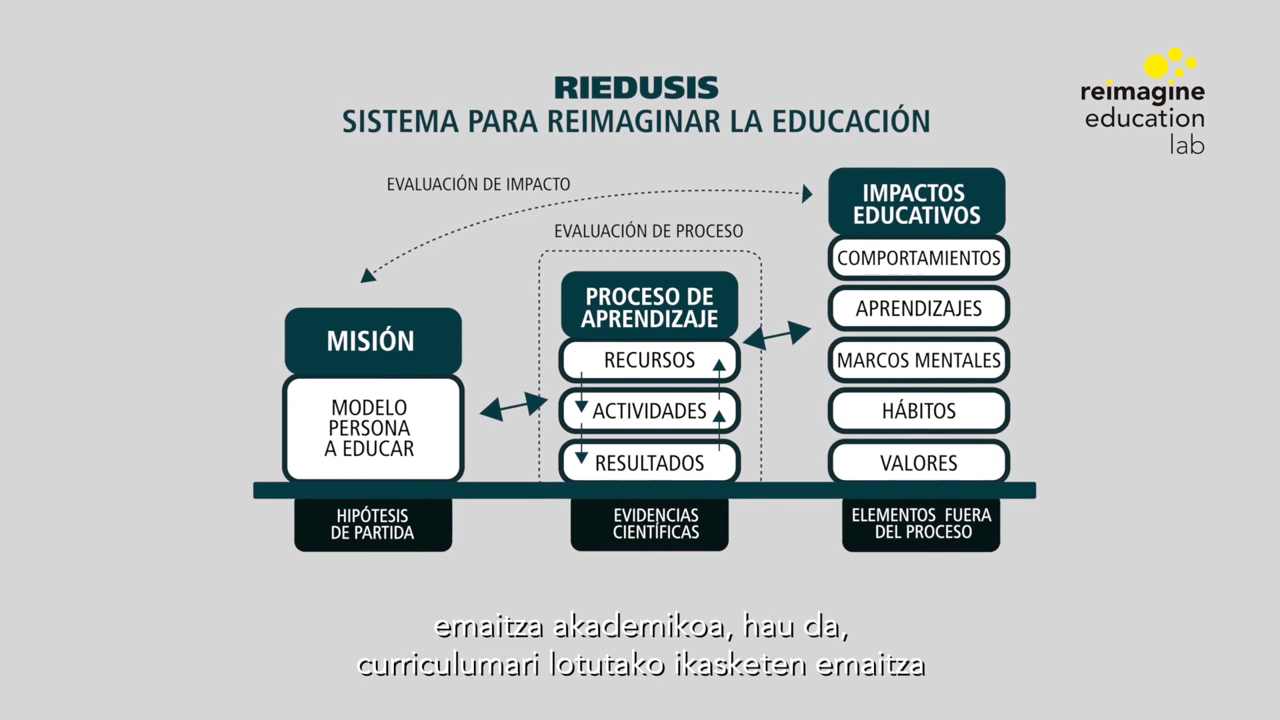 RIEDUSIS
SISTEMA PARA REIMAGINAR LA EDUCACIÓN
reimagine
education
lab
EVALUACIÓN DE IMPACTO
EVALUACIÓN DE PROCESO
MISIÓN
MODELO
PERSONA
A EDUCAR
HIPÓTESIS
DE PARTIDA
PROCESO DE
APRENDIZAJE
RECURSOS
ACTIVIDADES
RESULTADOS
EVIDENCIAS
CIENTÍFICAS
IMPACTOS
EDUCATIVOS
COMPORTAMIENTOS
APRENDIZAJES
MARCOS MENTALES
HÁBITOS
VALORES
ELEMENTOS FUERA
DEL PROCESO
emaitza akademikoa, hau da,
curriculumari lotutako ikasketen emaitza